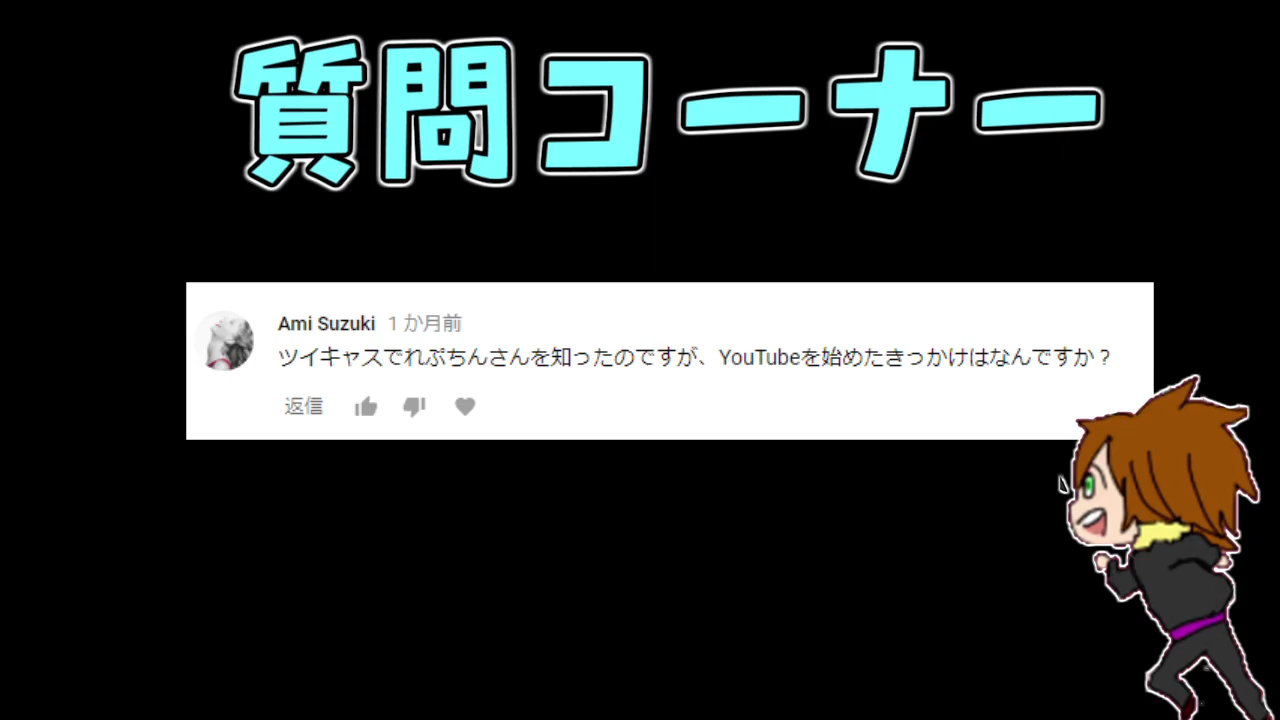 質問コーナー
Ami Suzuki 1 か月前
ツイキャスでれぷちんさんを知ったのですが、YouTubeを始めたきっかけはなんですか？
返信